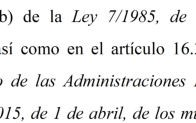 b) de la Ley 7/1985, de
así como en el artículo 16.
de las Administraciones
015, de 1 de abril, de los